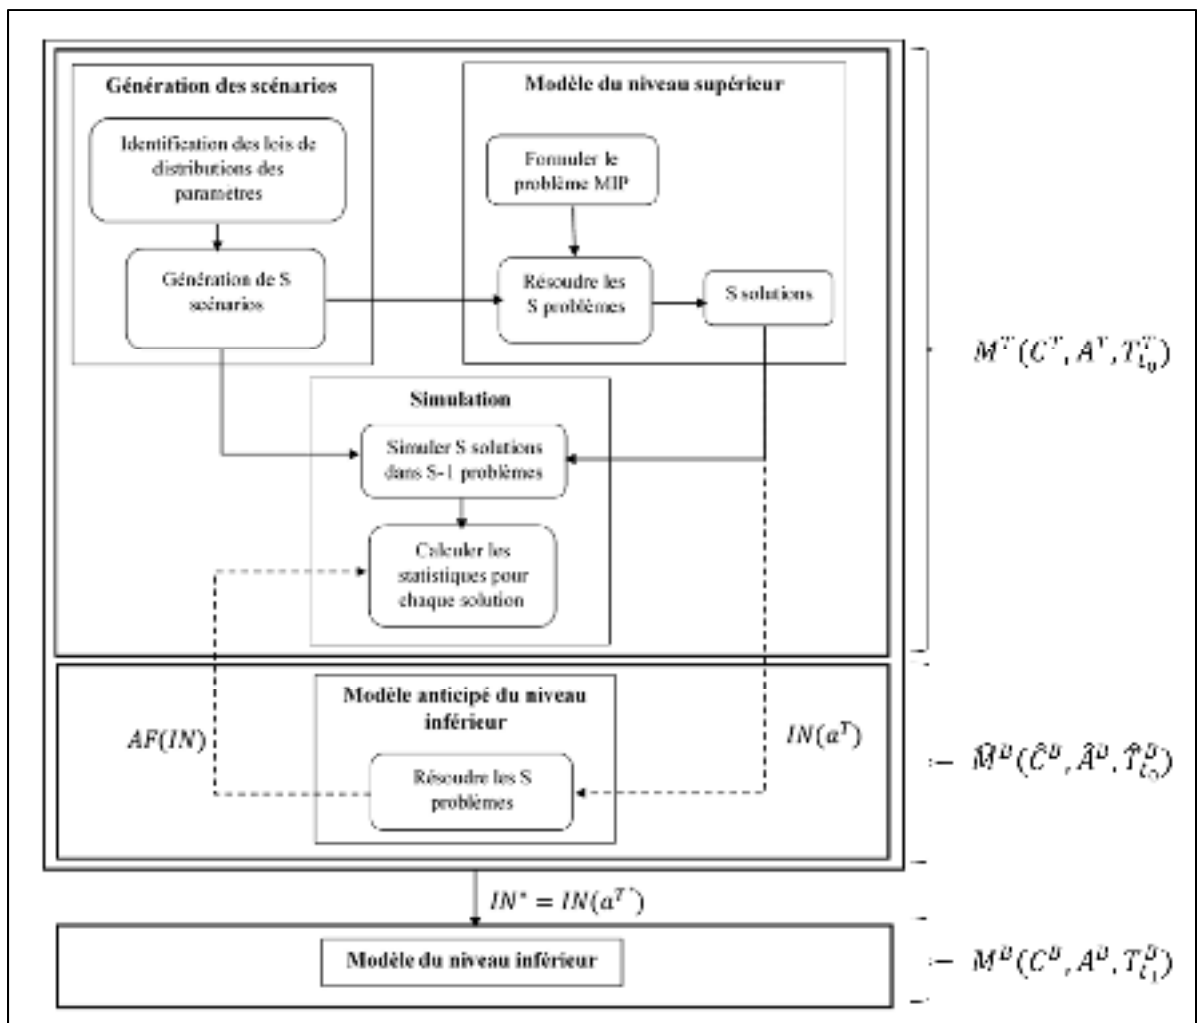 Génération des scénarios
Identification des lois de
distributions des
paramètres
Génération de S
scénarios
Modèle du niveau supérieur
Formuler le
problème MIP
Résoudre les
S problèmes
S solutions
Simulation
Simuler S solutions
dans S-1 problèmes
Calculer les
statistiques pour
chaque solution
M^T(C^T, A^T, T^T_{t_0})
Modèle anticipé du niveau
inférieur
Résoudre les S
problèmes
AF(IN)
IN(a^T)
M̂^D(Ĉ^D, Â^D, T̂^D_{t_0})
IN* = IN(a^{T*})
Modèle du niveau inférieur
M^D(C^D, A^D, T^D_{t_1})